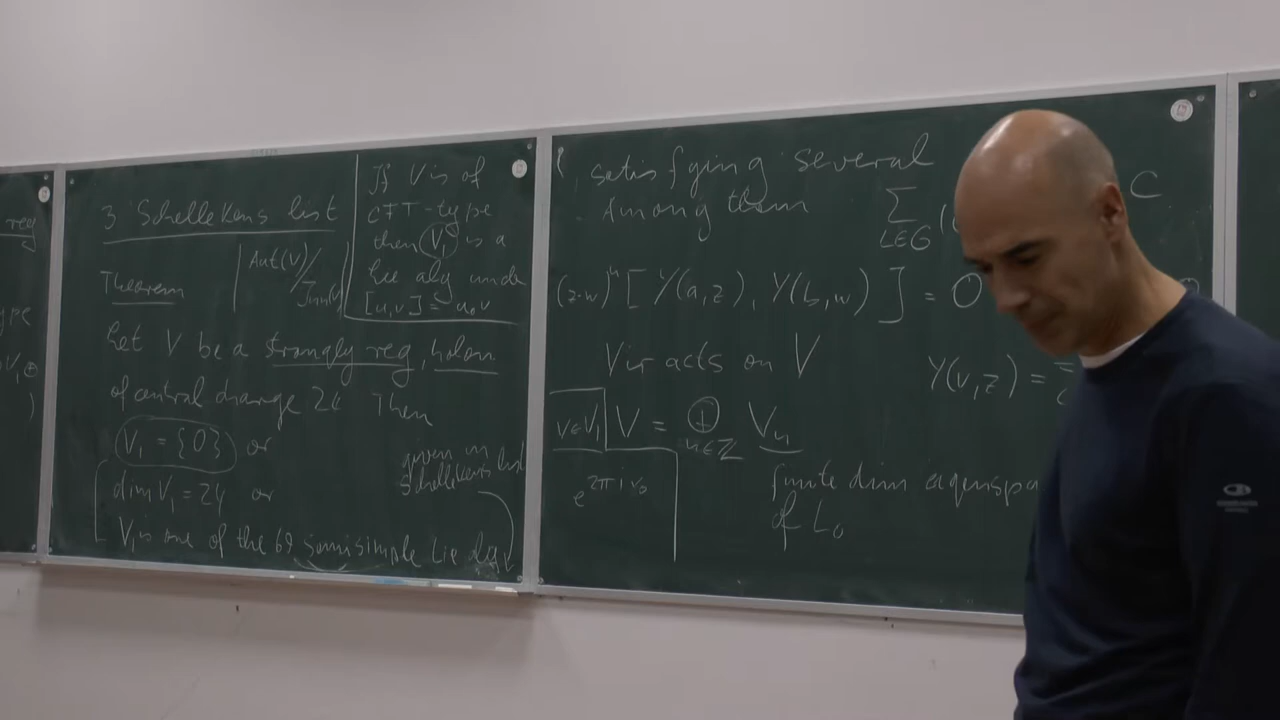 reg
3 Schellekens list
Theorem
Aut(V)/
Inn(V)
If V is of
CFT-type
then V₁ is a
Lie alg under
[u,v] = u₀v
Let V be a strongly reg, holom
of central charge 24 Then
V₁ = {0} or
dim V₁ = 24 or
V₁ is one of the 69 semisimple Lie alg
given in
Schellekens list
ype
)
, satisfying several
Among them
Σ
L∈G
C
(z-w)ⁿ [Y(a,z), Y(b,w)] = 0
Vir acts on V
Y(v,z) =
v∈V₁
V = ⊕ Vₙ
n∈Z
e^{2πi v₀}
finite dim eigenspa
of L₀